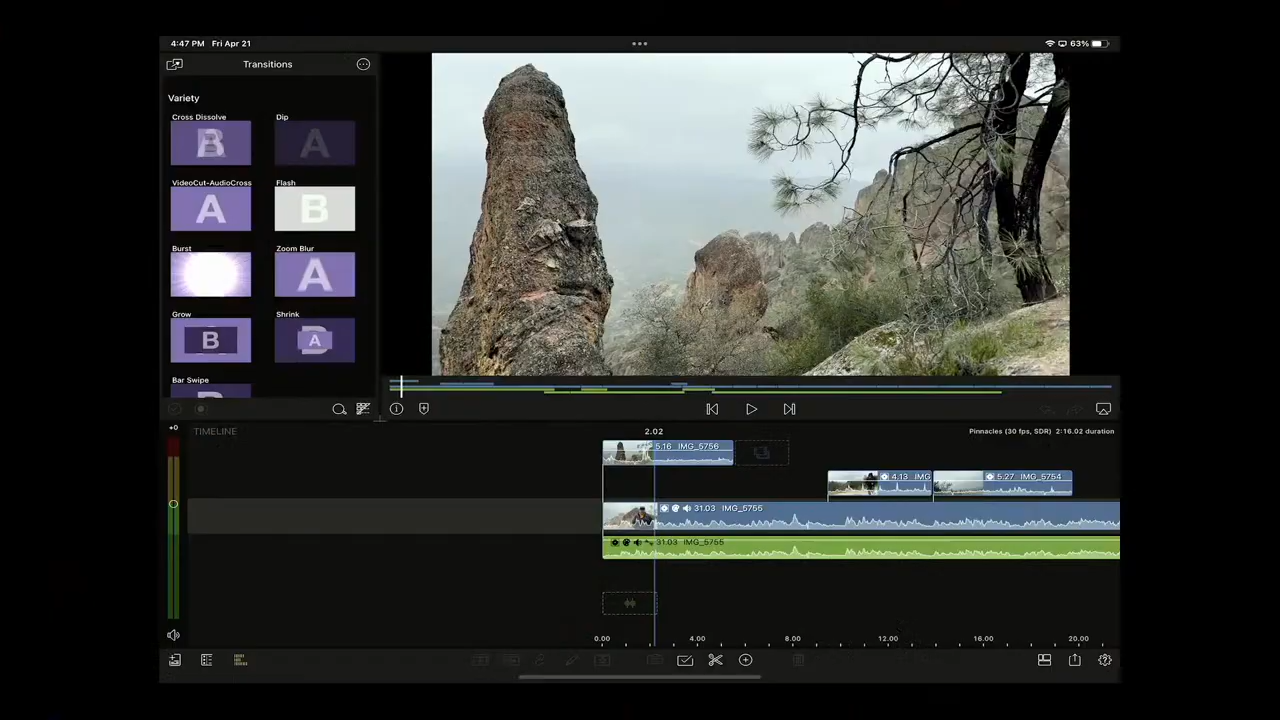 4:47 PM Fri Apr 21
63%
Transitions
Variety
Cross Dissolve
Dip
B
A
VideoCut-AudioCross
Flash
A
B
Burst
Zoom Blur
A
Grow
Shrink
B
A
Bar Swipe
+0
TIMELINE
2.02
Pinnacles (30 fps, SDR) 2:16.02 duration
5.16 IMG_5756
4.13 IMG
5.27 IMG_5754
31.03 IMG_5755
31.03 IMG_5755
0.00
4.00
8.00
12.00
16.00
20.00